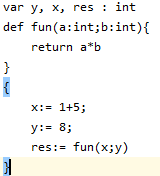 var y, x, res : int
def fun(a:int;b:int){
    return a*b
}
{
    x:= 1+5;
    y:= 8;
    res:= fun(x;y)
}